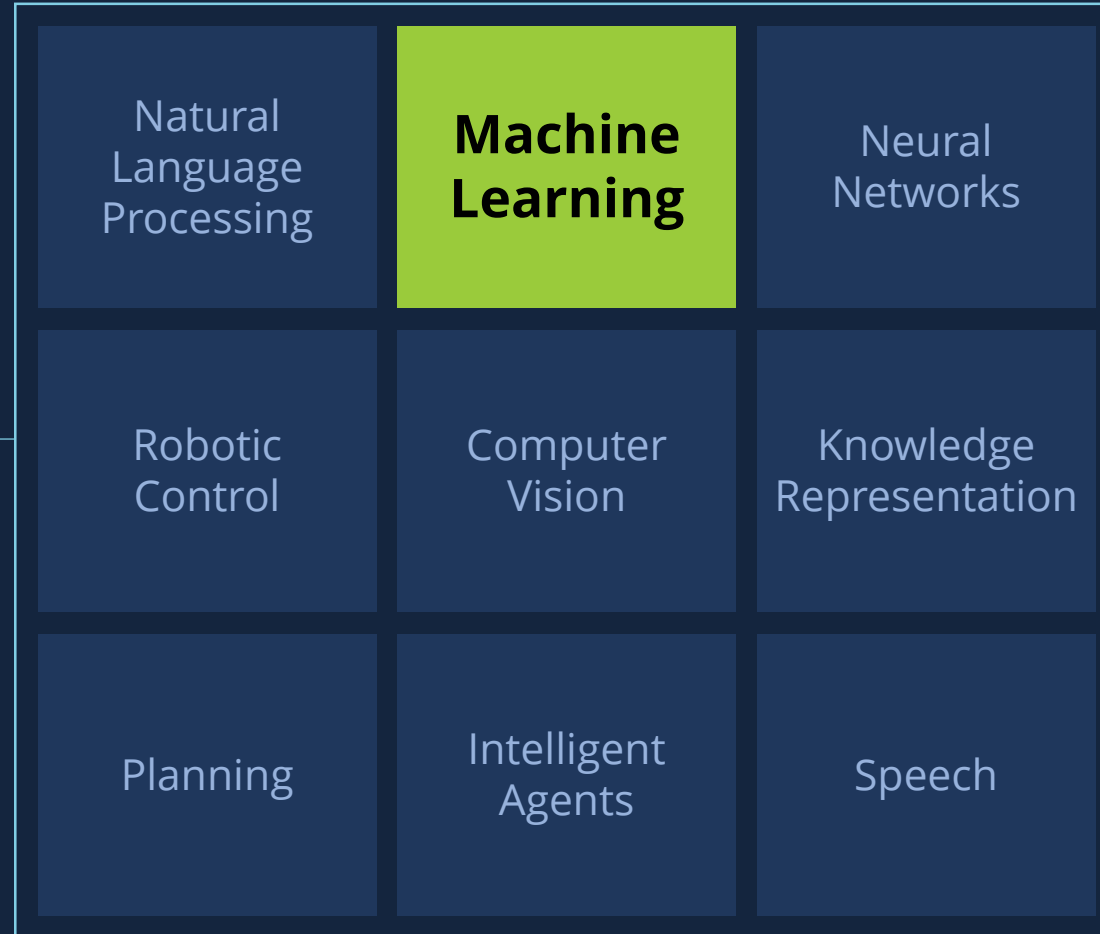 Natural
Language
Processing
Machine
Learning
Neural
Networks
Robotic
Control
Computer
Vision
Knowledge
Representation
Planning
Intelligent
Agents
Speech